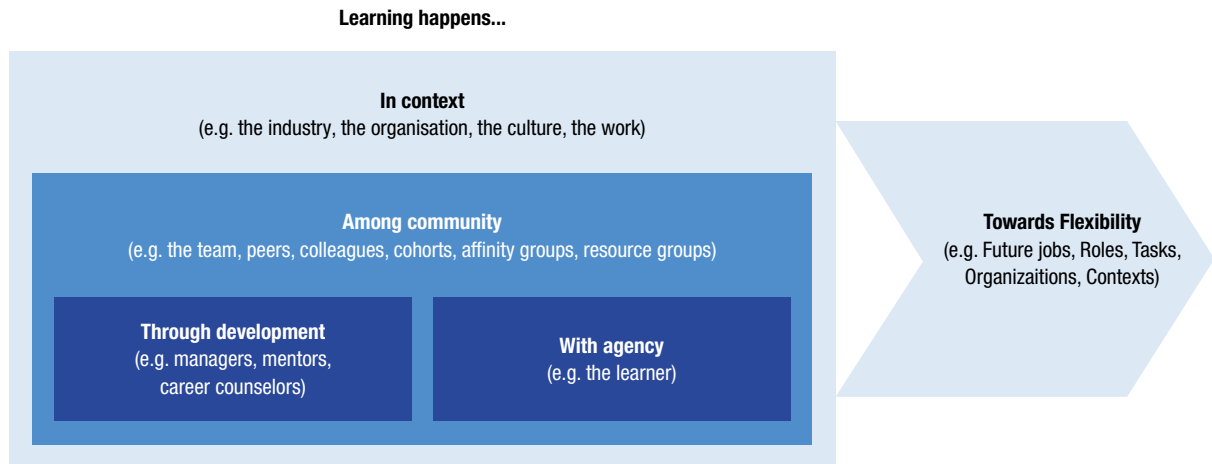 Learning happens...
In context
(e.g. the industry, the organisation, the culture, the work)
Among community
(e.g. the team, peers, colleagues, cohorts, affinity groups, resource groups)
Through development
(e.g. managers, mentors,
career counselors)
With agency
(e.g. the learner)
Towards Flexibility
(e.g. Future jobs, Roles, Tasks,
Organizaitions, Contexts)